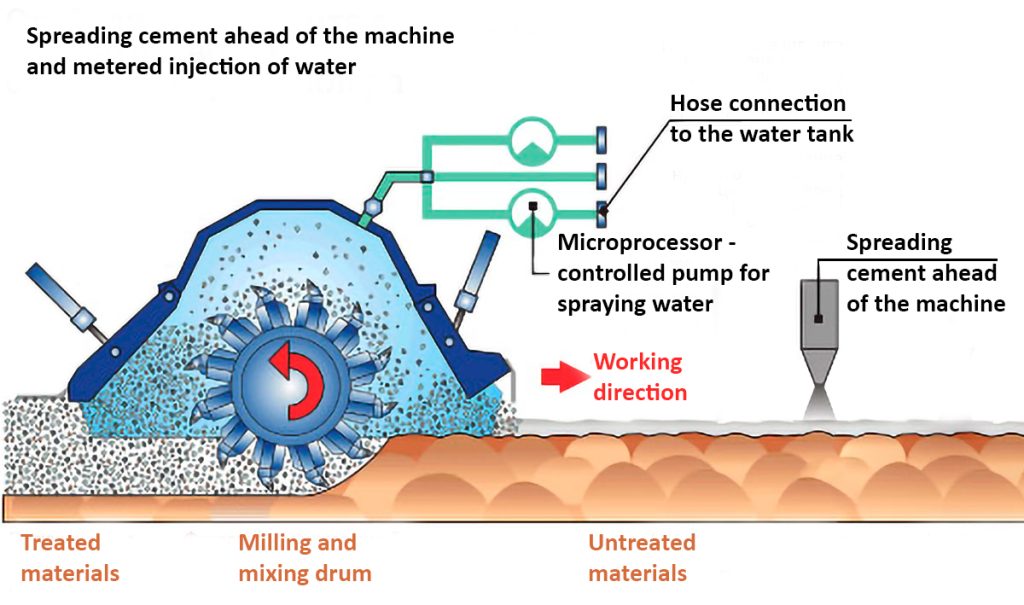 Spreading cement ahead of the machine
and metered injection of water
Hose connection
to the water tank
Microprocessor -
controlled pump for
spraying water
Spreading
cement ahead
of the machine
Working
direction
Treated
materials
Milling and
mixing drum
Untreated
materials